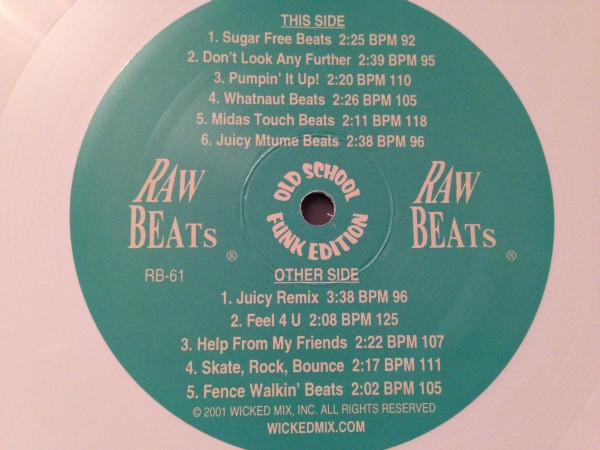 THIS SIDE
1. Sugar Free Beats 2:25 BPM 92
2. Don't Look Any Further 2:39 BPM 95
3. Pumpin' It Up! 2:20 BPM 110
4. Whatnaut Beats 2:26 BPM 105
5. Midas Touch Beats 2:11 BPM 118
6. Juicy Mtume Beats 2:38 BPM 96
RAW
BEATS ®
OLD SCHOOL
FUNK EDITION
RAW
BEATS ®
RB-61
OTHER SIDE
1. Juicy Remix 3:38 BPM 96
2. Feel 4 U 2:08 BPM 125
3. Help From My Friends 2:22 BPM 107
4. Skate, Rock, Bounce 2:17 BPM 111
5. Fence Walkin' Beats 2:02 BPM 105
© 2001 WICKED MIX, INC. ALL RIGHTS RESERVED
WICKEDMIX.COM